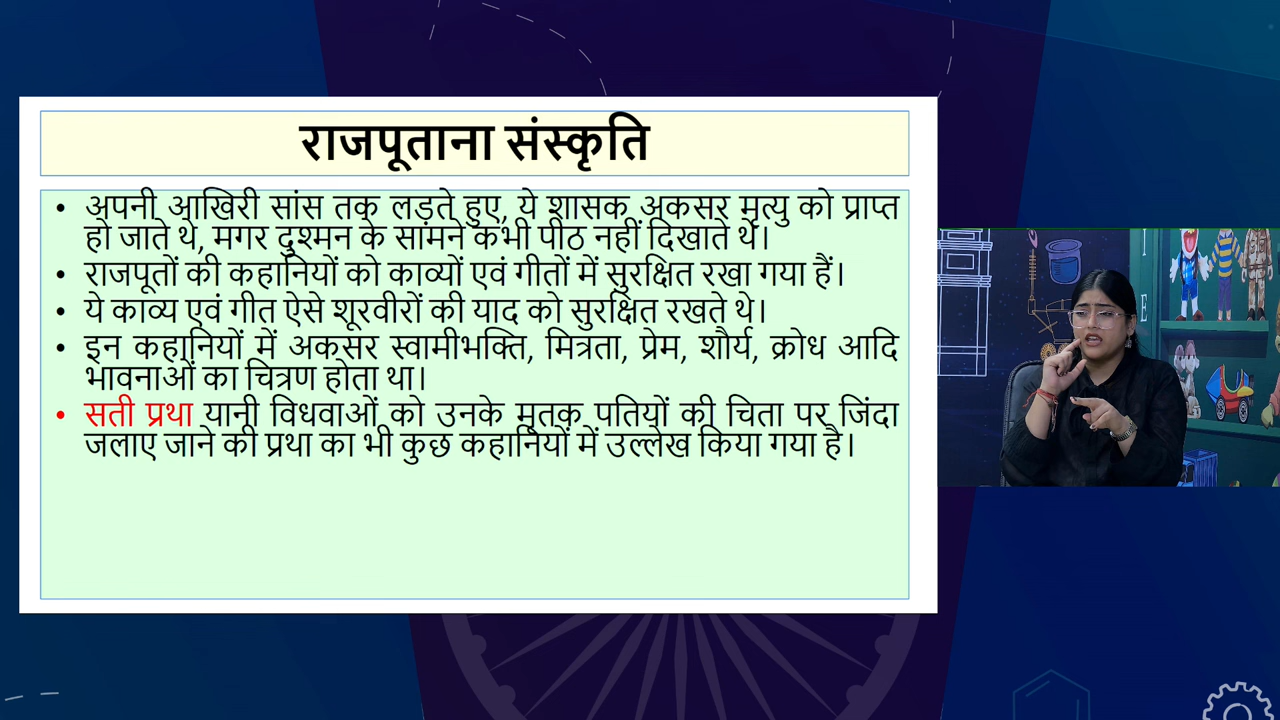 राजपूताना संस्कृति
• अपनी आखिरी सांस तक लड़ते हुए, ये शासक अकसर मृत्यु को प्राप्त
हो जाते थे, मगर दुश्मन के सामने कभी पीठ नहीं दिखाते थे।
• राजपूतों की कहानियों को काव्यों एवं गीतों में सुरक्षित रखा गया हैं।
• ये काव्य एवं गीत ऐसे शूरवीरों की याद को सुरक्षित रखते थे।
• इन कहानियों में अकसर स्वामीभक्ति, मित्रता, प्रेम, शौर्य, क्रोध आदि
भावनाओं का चित्रण होता था।
• सती प्रथा यानी विधवाओं को उनके मृतक पतियों की चिता पर जिंदा
जलाए जाने की प्रथा का भी कुछ कहानियों में उल्लेख किया गया है।